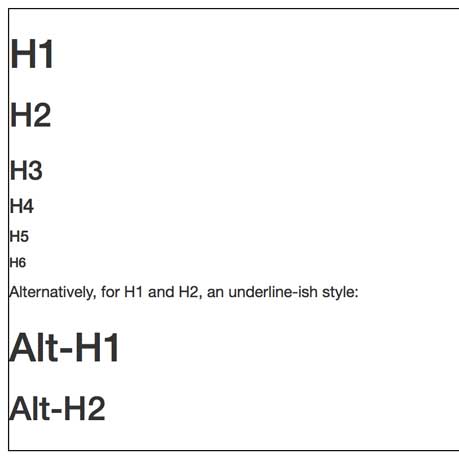 H1
H2
H3
H4
H5
H6
Alternatively, for H1 and H2, an underline-ish style:
Alt-H1
Alt-H2